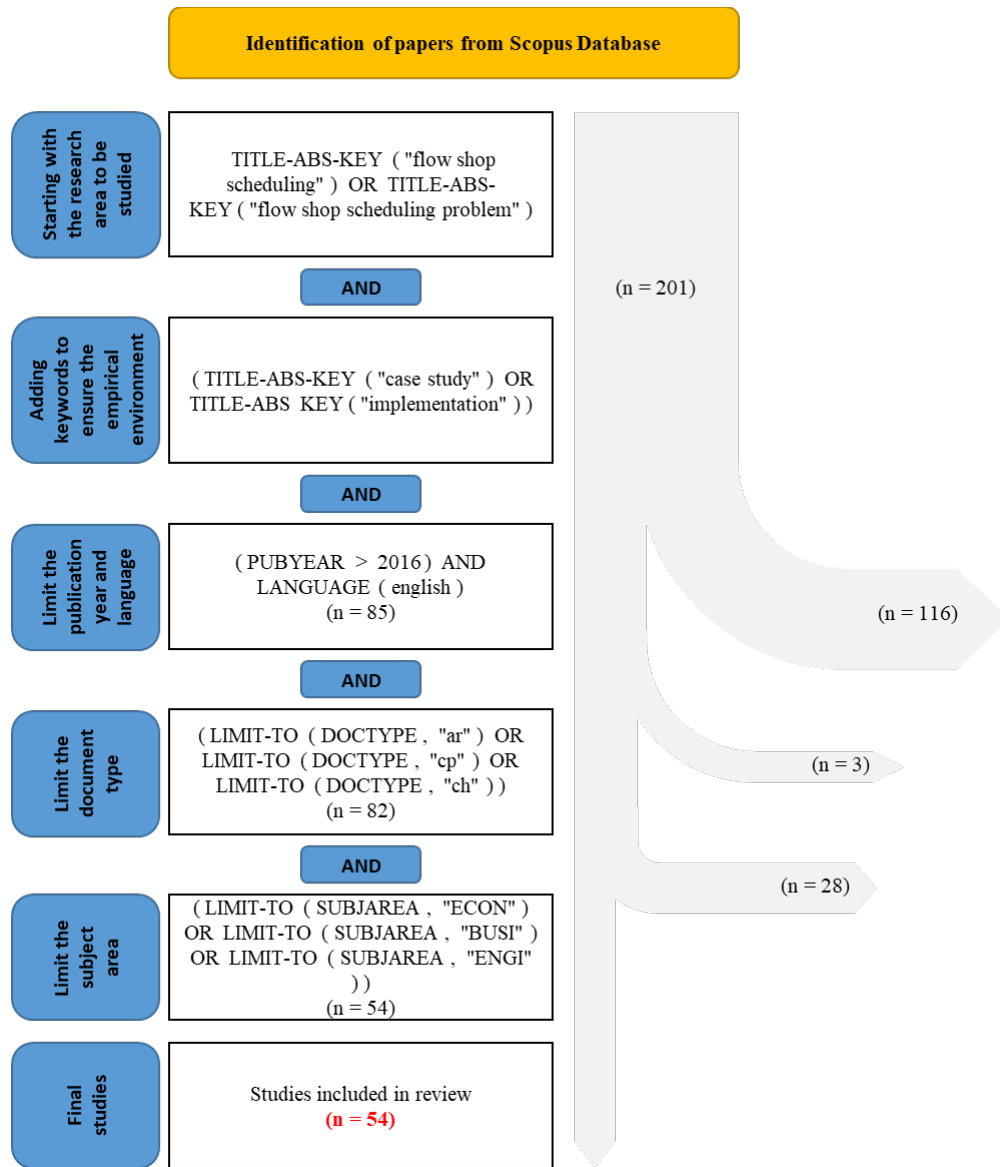 Identification of papers from Scopus Database
Starting with
the research
area to be
studied
TITLE-ABS-KEY ( "flow shop
scheduling" ) OR TITLE-ABS-
KEY ( "flow shop scheduling problem" )
AND
(n = 201)
Adding
keywords to
ensure the
empirical
environment
( TITLE-ABS-KEY ( "case study" ) OR
TITLE-ABS KEY ( "implementation" ) )
AND
Limit the
publication
year and
language
( PUBYEAR > 2016 ) AND
LANGUAGE ( english )
(n = 85)
(n = 116)
AND
Limit the
document
type
( LIMIT-TO ( DOCTYPE , "ar" ) OR
LIMIT-TO ( DOCTYPE , "cp" ) OR
LIMIT-TO ( DOCTYPE , "ch" ) )
(n = 82)
(n = 3)
AND
(n = 28)
Limit the
subject
area
( LIMIT-TO ( SUBJAREA , "ECON" )
OR LIMIT-TO ( SUBJAREA , "BUSI" )
OR LIMIT-TO ( SUBJAREA , "ENGI"
) )
(n = 54)
Final
studies
Studies included in review
(n = 54)